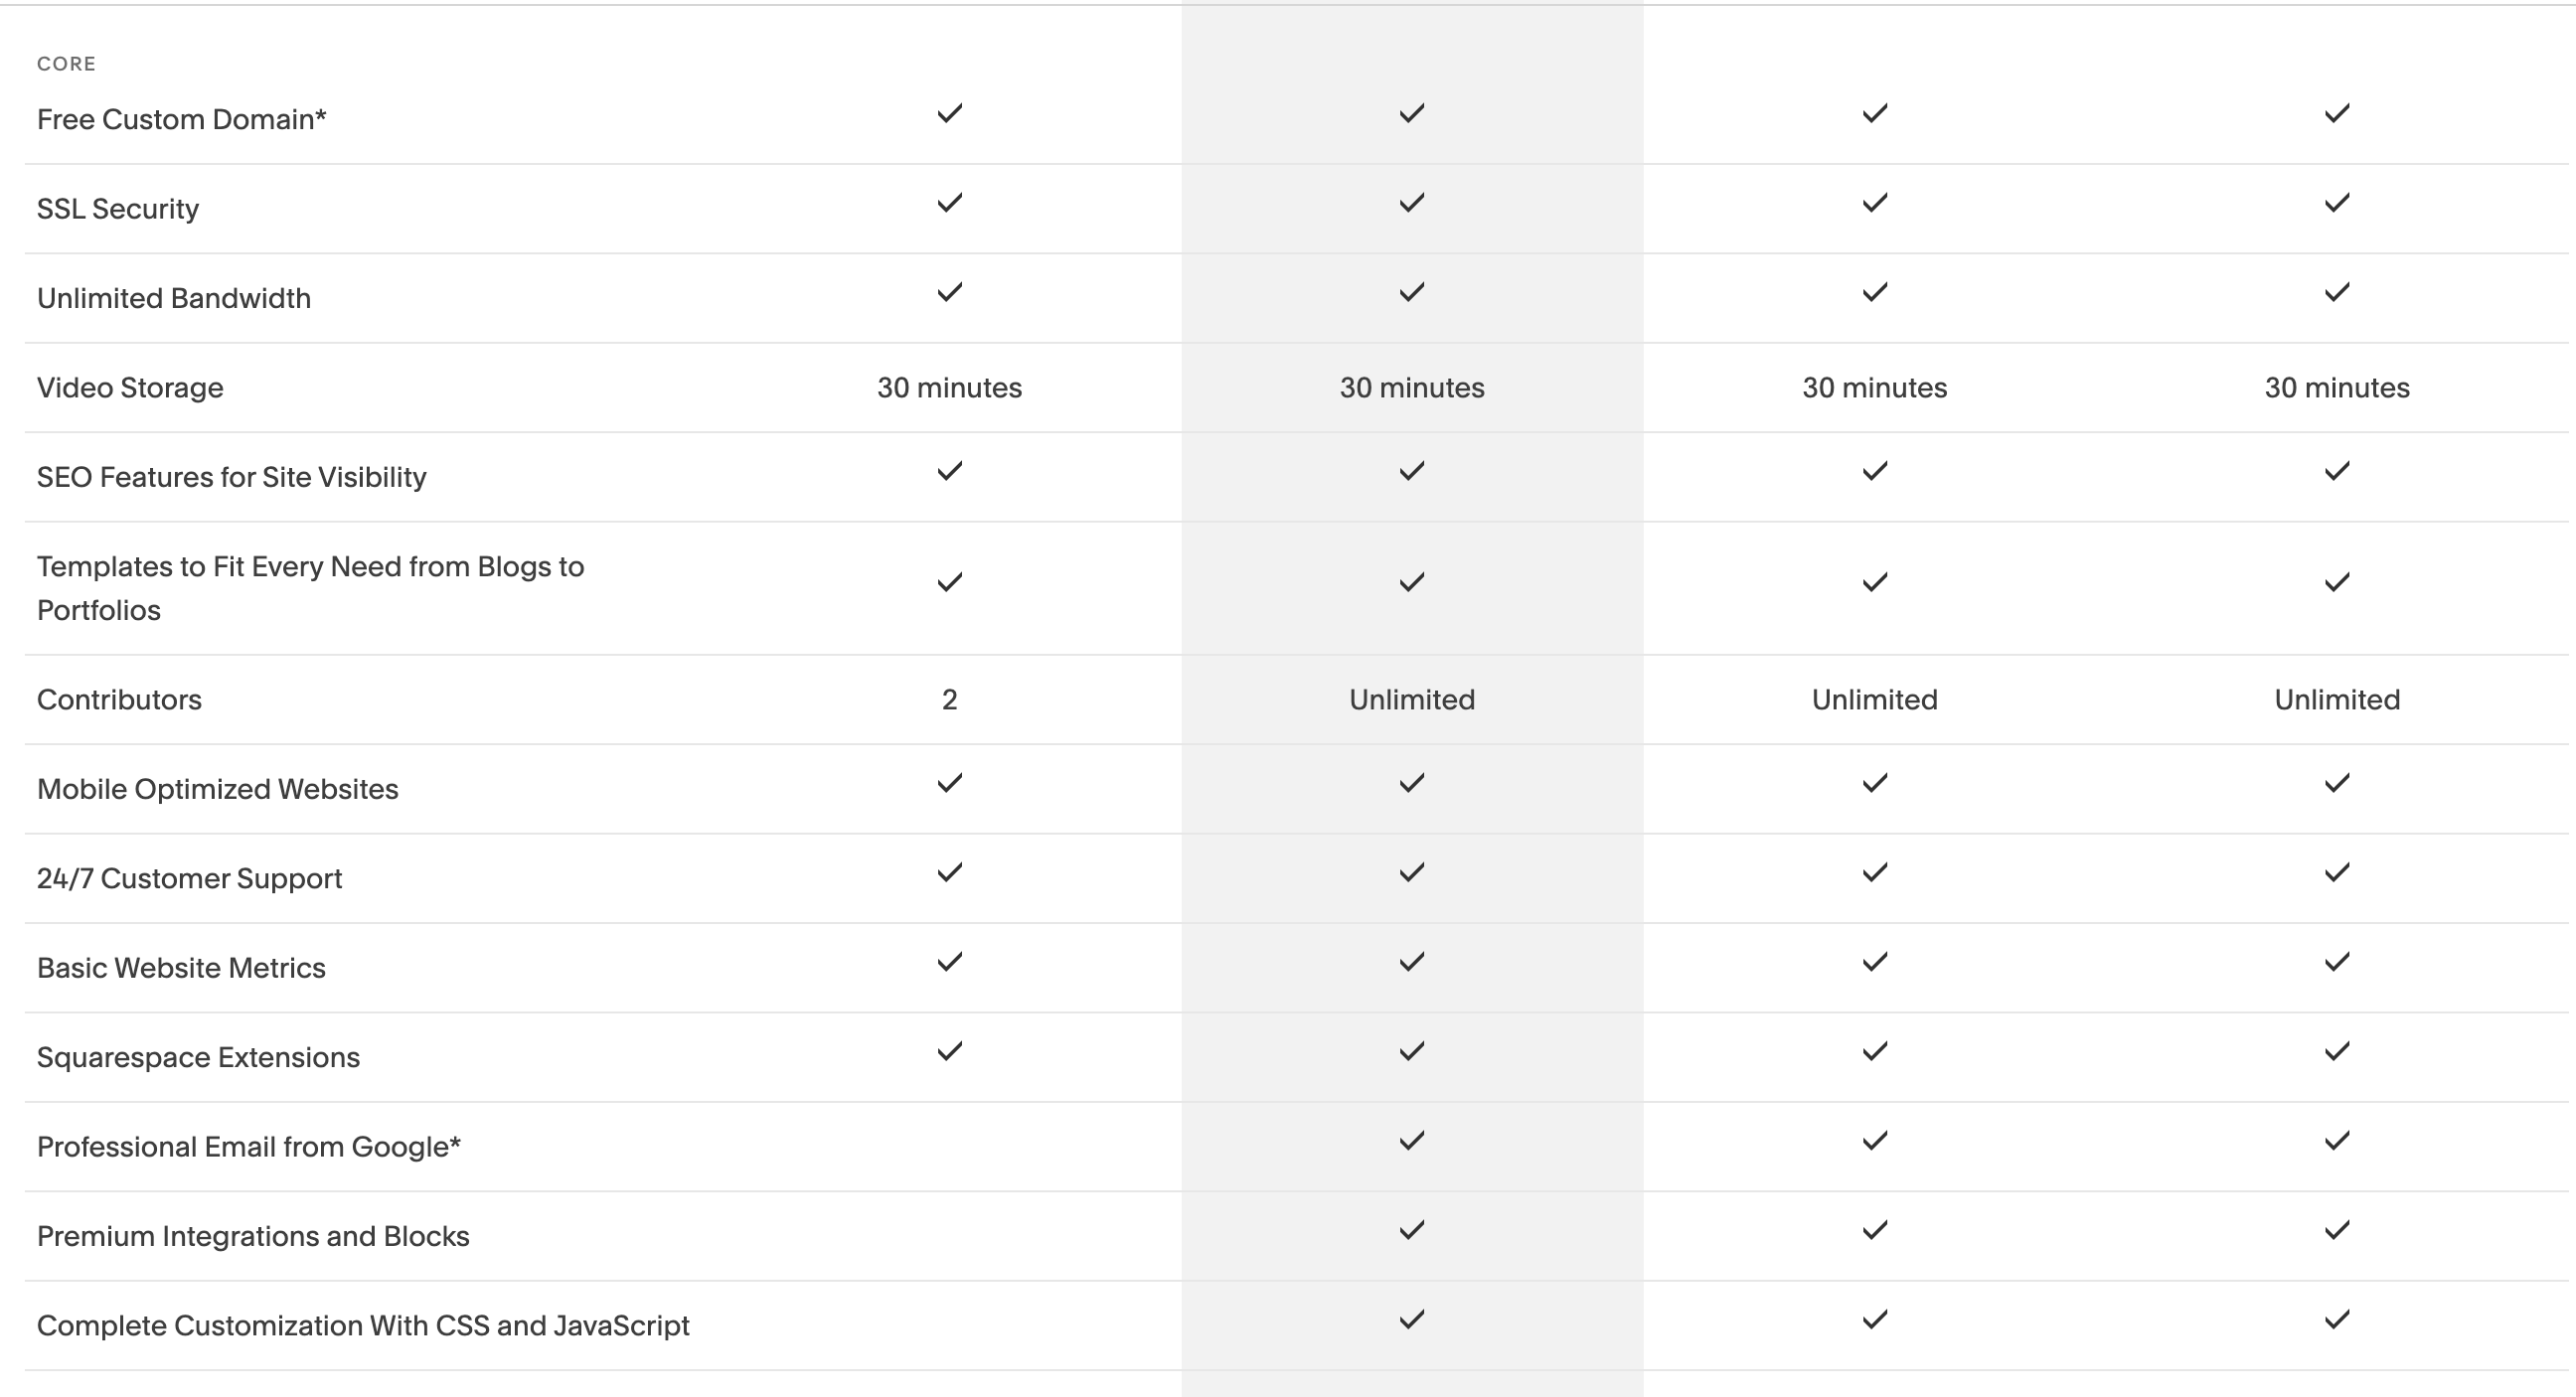 CORE
Free Custom Domain*
SSL Security
Unlimited Bandwidth
Video Storage 30 minutes 30 minutes 30 minutes 30 minutes
SEO Features for Site Visibility
Templates to Fit Every Need from Blogs to
Portfolios
Contributors 2 Unlimited Unlimited Unlimited
Mobile Optimized Websites
24/7 Customer Support
Basic Website Metrics
Squarespace Extensions
Professional Email from Google*
Premium Integrations and Blocks
Complete Customization With CSS and JavaScript